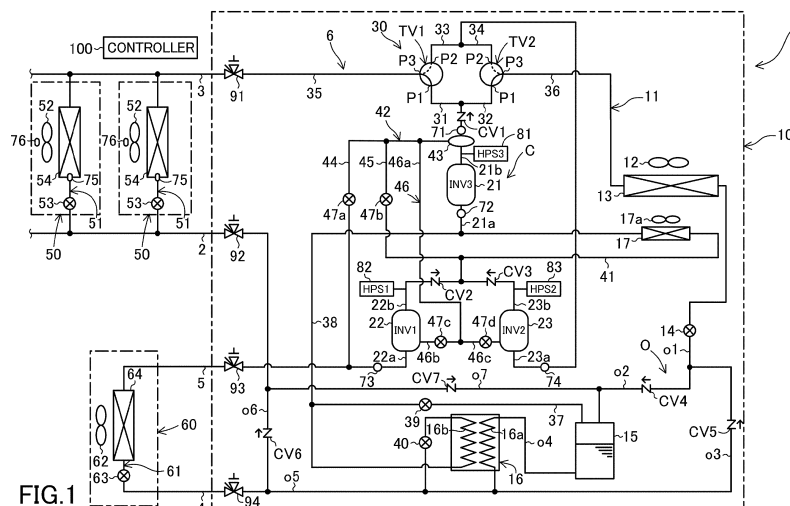 100 CONTROLLER
30 TV1 33 34 TV2
6
P3 P2 P2 P3
P1 P1
3 91 35 31 32 36 11
CV1
42 71 81
43 HPS3
44 45 46a 21b C
46 INV3 21
47a 47b 72
21a
52 52
76 76
54 75 54 75
53 53
51 51
50 50
2 92
10
12
13
17a
17
41
82 CV2 CV3 83
HPS1 HPS2
22b 23b
38 22 INV1 47c 47d INV2 23
46b 46c
22a 23a
14
o1
5 93 73 74
CV7 o7 o2 O
CV4
o6 39 37
CV5
64 40 16b 16a o4 15
o3
60 CV6
62 61
63 16
o5
4 94
FIG.1